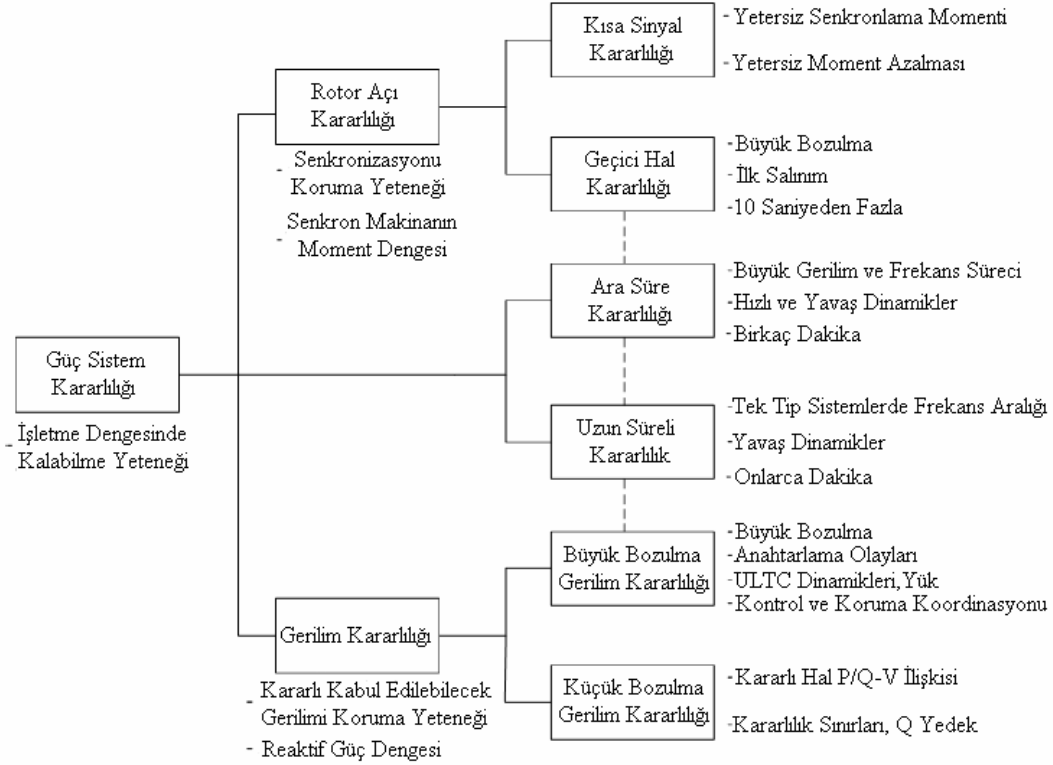 Güç Sistem
Kararlılığı
- İşletme Dengesinde
Kalabilme Yeteneği
Rotor Açı
Kararlılığı
- Senkronizasyonu
Koruma Yeteneği
- Senkron Makinanın
Moment Dengesi
Kısa Sinyal
Kararlılığı
-Yetersiz Senkronlama Momenti
-Yetersiz Moment Azalması
Geçici Hal
Kararlılığı
-Büyük Bozulma
-İlk Salınım
-10 Saniyeden Fazla
Ara Süre
Kararlılığı
-Büyük Gerilim ve Frekans Süreci
-Hızlı ve Yavaş Dinamikler
-Birkaç Dakika
Uzun Süreli
Kararlılık
-Tek Tip Sistemlerde Frekans Aralığı
-Yavaş Dinamikler
-Onlarca Dakika
Gerilim Kararlılığı
- Kararlı Kabul Edilebilecek
Gerilimi Koruma Yeteneği
- Reaktif Güç Dengesi
Büyük Bozulma
Gerilim Kararlılığı
-Büyük Bozulma
-Anahtarlama Olayları
-ULTC Dinamikleri,Yük
-Kontrol ve Koruma Koordinasyonu
Küçük Bozulma
Gerilim Kararlılığı
-Kararlı Hal P/Q-V İlişkisi
-Kararlılık Sınırları, Q Yedek